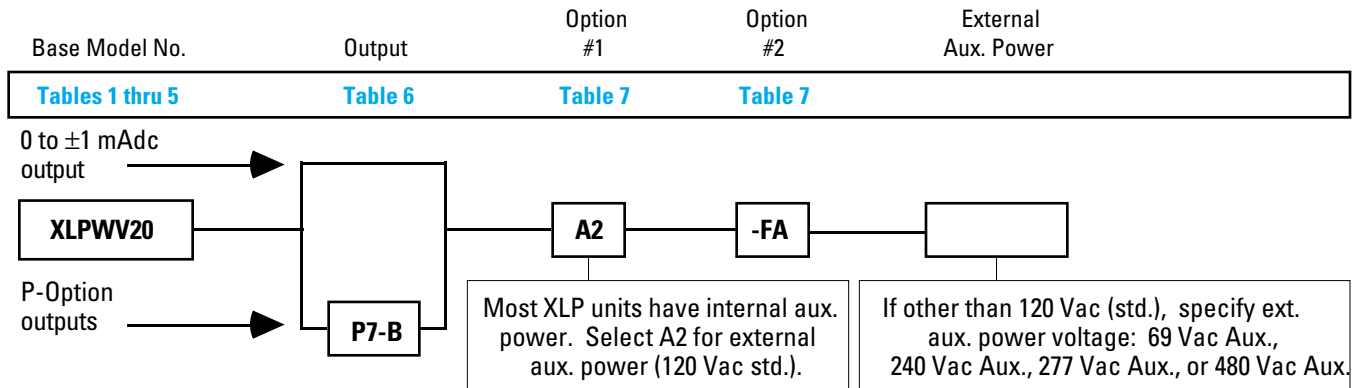 Option Option External
Base Model No. Output #1 #2 Aux. Power
Tables 1 thru 5 Table 6 Table 7 Table 7
0 to ±1 mAdc
output
XLPWV20 A2 -FA
P-Option
outputs
P7-B
Most XLP units have internal aux.
power. Select A2 for external
aux. power (120 Vac std.).
If other than 120 Vac (std.), specify ext.
aux. power voltage: 69 Vac Aux.,
240 Vac Aux., 277 Vac Aux., or 480 Vac Aux.